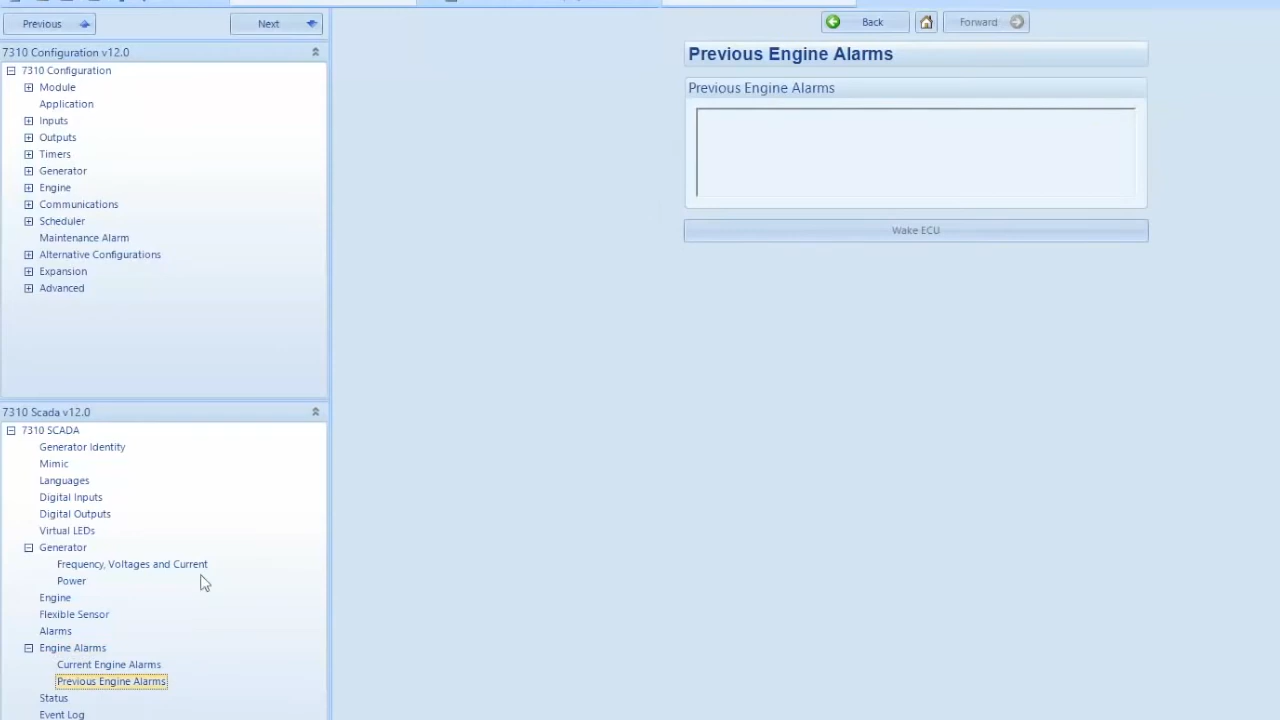 Previous
Next
7310 Configuration v12.0
7310 Configuration
Module
Application
Inputs
Outputs
Timers
Generator
Engine
Communications
Scheduler
Maintenance Alarm
Alternative Configurations
Expansion
Advanced
7310 Scada v12.0
7310 SCADA
Generator Identity
Mimic
Languages
Digital Inputs
Digital Outputs
Virtual LEDs
Generator
Frequency, Voltages and Current
Power
Engine
Flexible Sensor
Alarms
Engine Alarms
Current Engine Alarms
Previous Engine Alarms
Status
Event Log
Back
Forward
Previous Engine Alarms
Previous Engine Alarms
Wake ECU